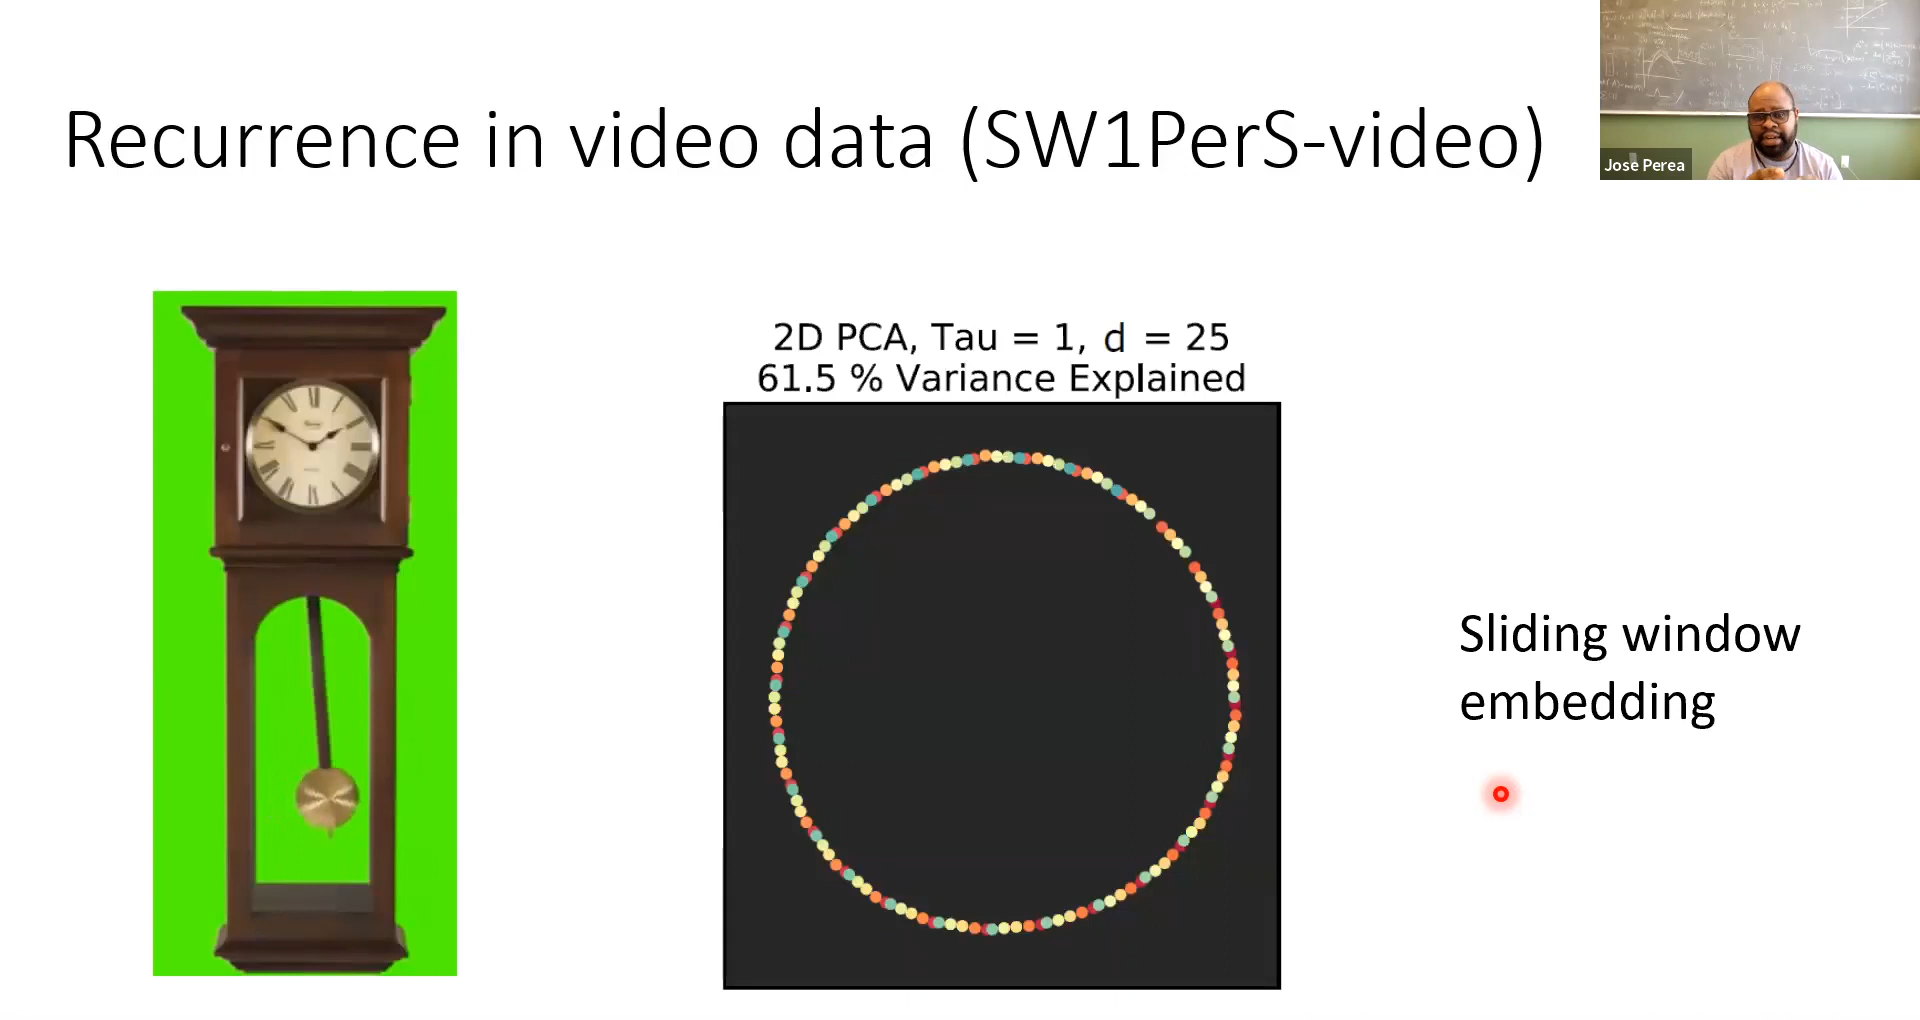 Recurrence in video data (SW1PerS-video)
Jose Perea
2D PCA, Tau = 1, d = 25
61.5 % Variance Explained
Sliding window
embedding